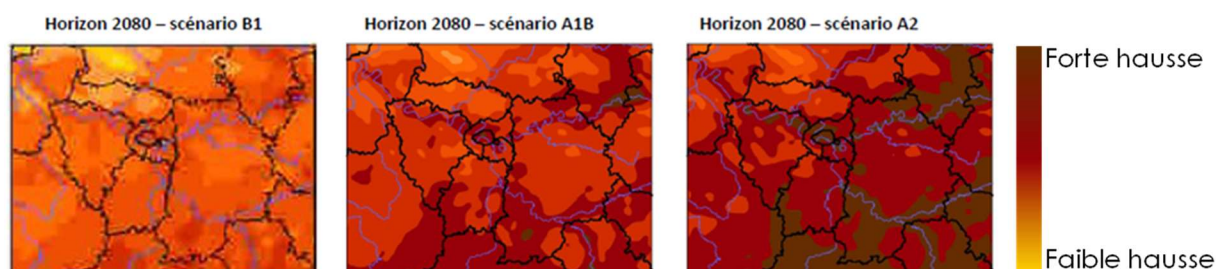 Horizon 2080 – scénario B1
Horizon 2080 – scénario A1B
Horizon 2080 – scénario A2
Forte hausse
Faible hausse